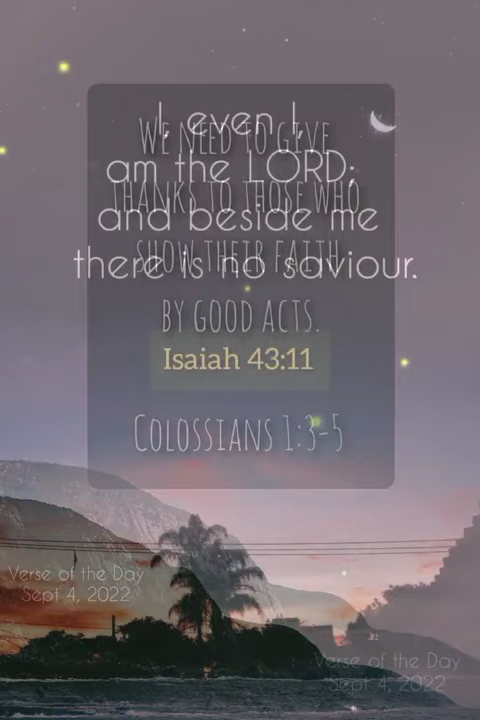 I, even I,
am the LORD;
and beside me
there is no saviour.
Isaiah 43:11
WE NEED TO GIVE
THANKS TO THOSE WHO
SHOW THEIR FAITH
BY GOOD ACTS.
COLOSSIANS 1:3-5
Verse of the Day
Sept 4, 2022
Verse of the Day
Sept 4, 2022